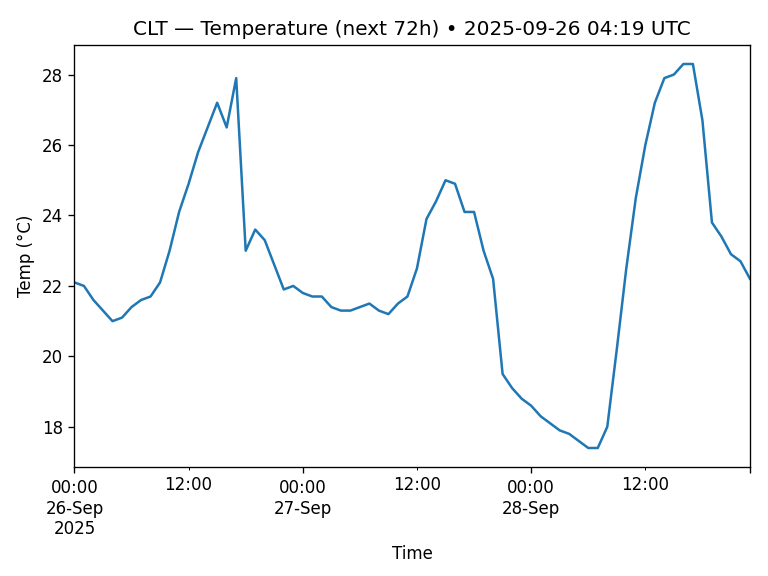 CLT — Temperature (next 72h) • 2025-09-26 04:19 UTC
Temp (°C)
28
26
24
22
20
18
00:00 12:00 00:00 12:00 00:00 12:00
26-Sep 27-Sep 28-Sep
2025
Time